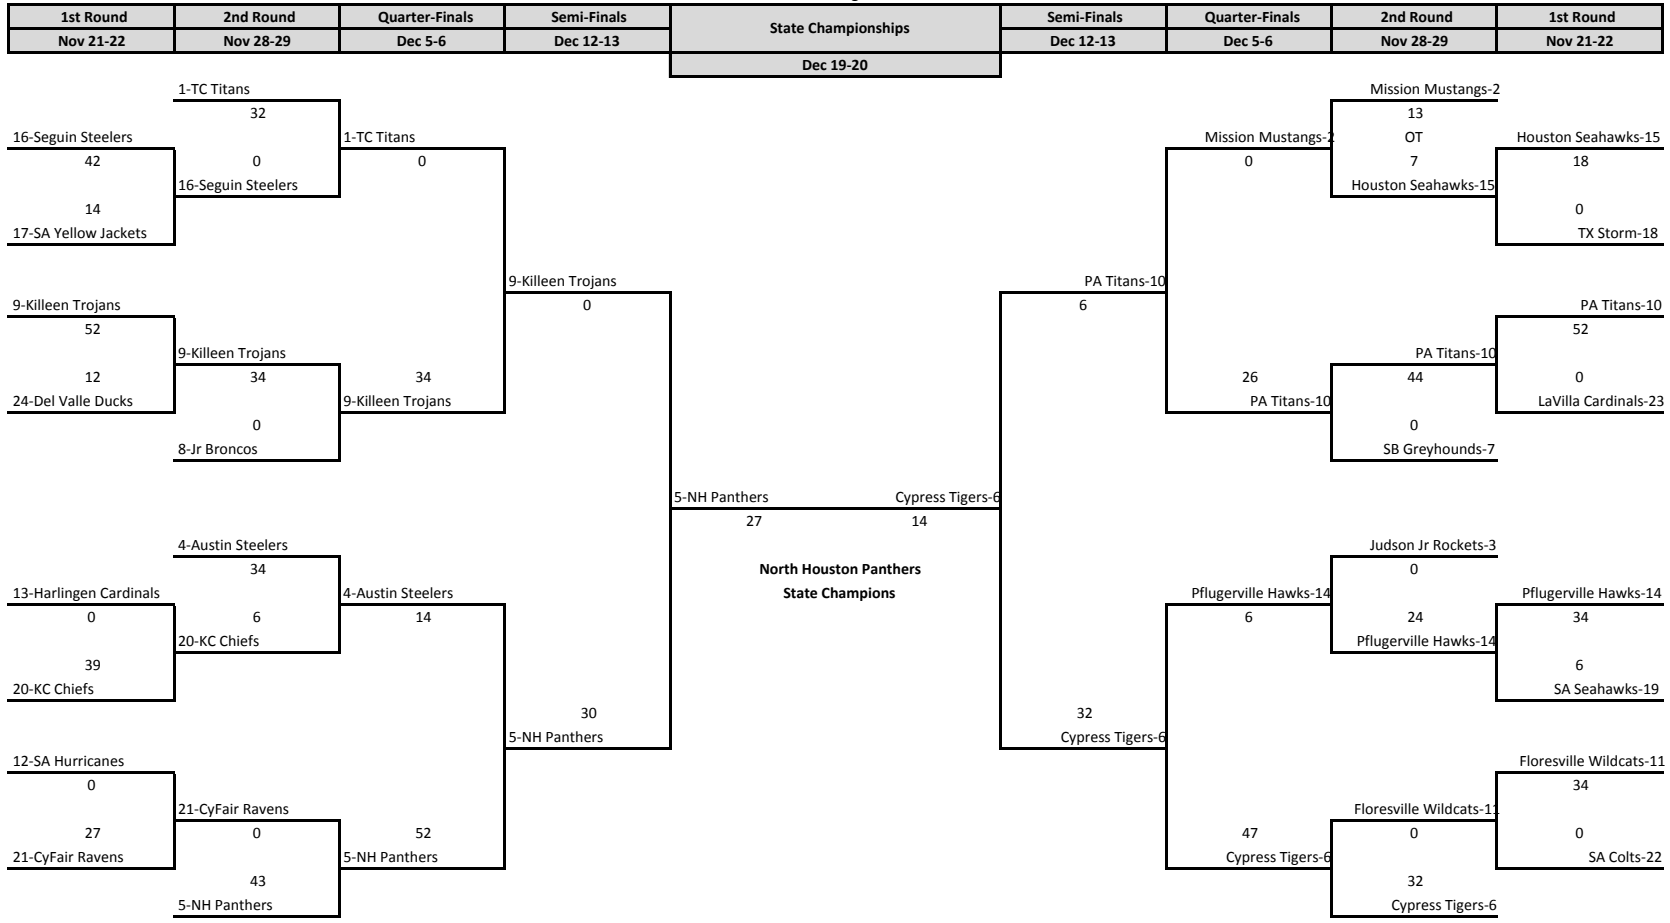 1st Round 2nd Round Quarter-Finals Semi-Finals State Championships Semi-Finals Quarter-Finals 2nd Round 1st Round
Nov 21-22 Nov 28-29 Dec 5-6 Dec 12-13 Dec 12-13 Dec 5-6 Nov 28-29 Nov 21-22
Dec 19-20
1-TC Titans Mission Mustangs-2
32 13
16-Seguin Steelers 1-TC Titans Mission Mustangs-2 OT Houston Seahawks-15
42 0 0 0 7 18
16-Seguin Steelers Houston Seahawks-15
14 0
17-SA Yellow Jackets TX Storm-18
9-Killeen Trojans PA Titans-10
9-Killeen Trojans 0 6 PA Titans-10
52 52
9-Killeen Trojans PA Titans-10
12 34 34 26 44 0
24-Del Valle Ducks 9-Killeen Trojans PA Titans-10 LaVilla Cardinals-23
0 0
8-Jr Broncos SB Greyhounds-7
5-NH Panthers Cypress Tigers-6
27 14
4-Austin Steelers Judson Jr Rockets-3
34 North Houston Panthers 0
13-Harlingen Cardinals 4-Austin Steelers State Champions Pflugerville Hawks-14 Pflugerville Hawks-14
0 6 14 6 24 34
20-KC Chiefs Pflugerville Hawks-14
39 6
20-KC Chiefs SA Seahawks-19
30 32
5-NH Panthers Cypress Tigers-6
12-SA Hurricanes Floresville Wildcats-11
0 34
21-CyFair Ravens Floresville Wildcats-11
27 0 52 47 0 0
21-CyFair Ravens 5-NH Panthers Cypress Tigers-6 SA Colts-22
43 32
5-NH Panthers Cypress Tigers-6